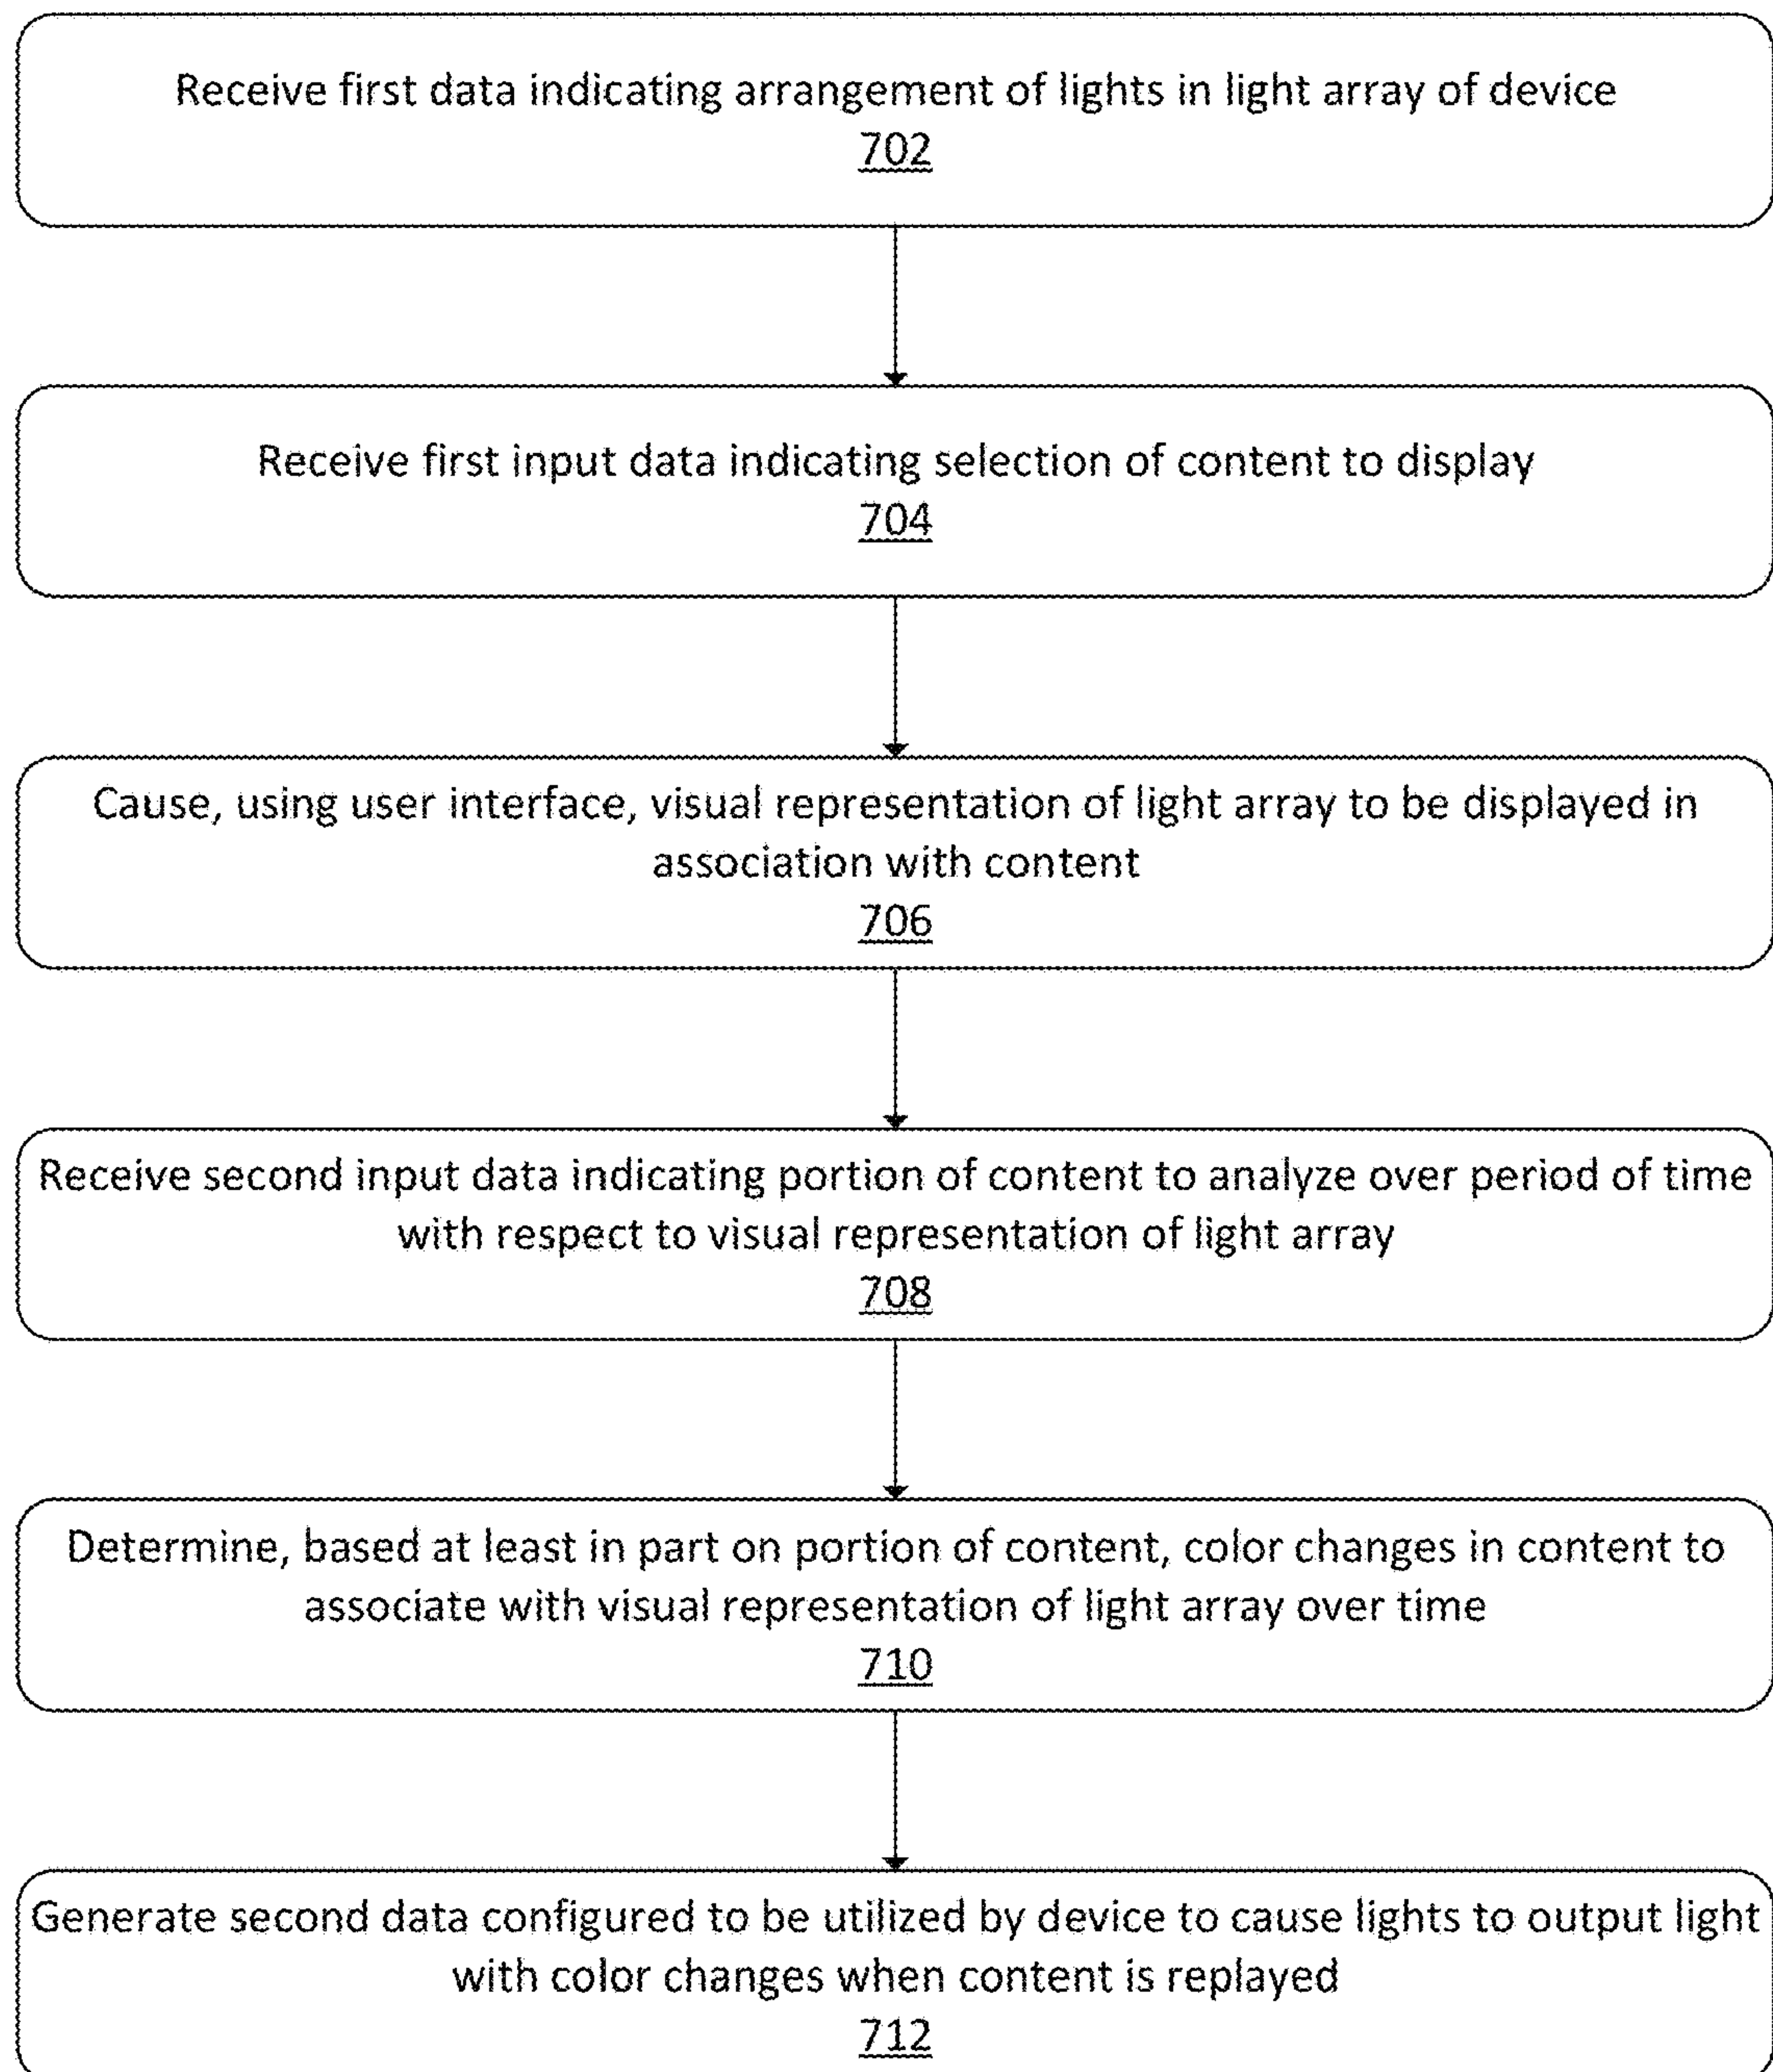 Receive first data indicating arrangement of lights in light array of device
702
Receive first input data indicating selection of content to display
704
Cause, using user interface, visual representation of light array to be displayed in
association with content
706
Receive second input data indicating portion of content to analyze over period of time
with respect to visual representation of light array
708
Determine, based at least in part on portion of content, color changes in content to
associate with visual representation of light array over time
710
Generate second data configured to be utilized by device to cause lights to output light
with color changes when content is replayed
712